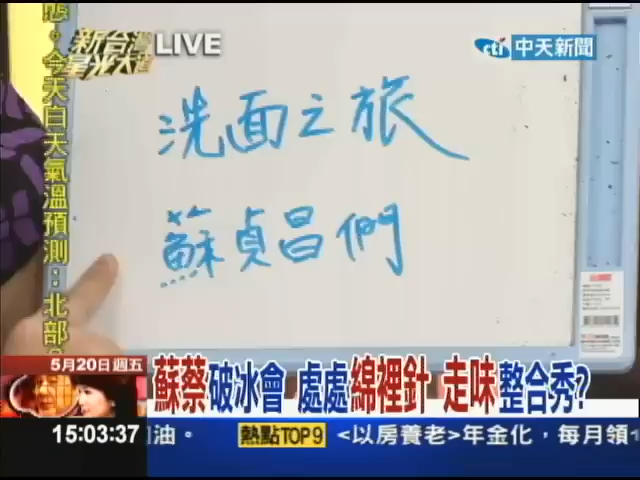 新台灣星光大道 LIVE
cti 中天新聞
洗面之旅
蘇貞昌們
。今天白天氣溫預測：北部
5月20日週五
蘇蔡破冰會 處處綿裡針 走味整合秀?
15:03:37
油。 熱點TOP9 <以房養老>年金化，每月領